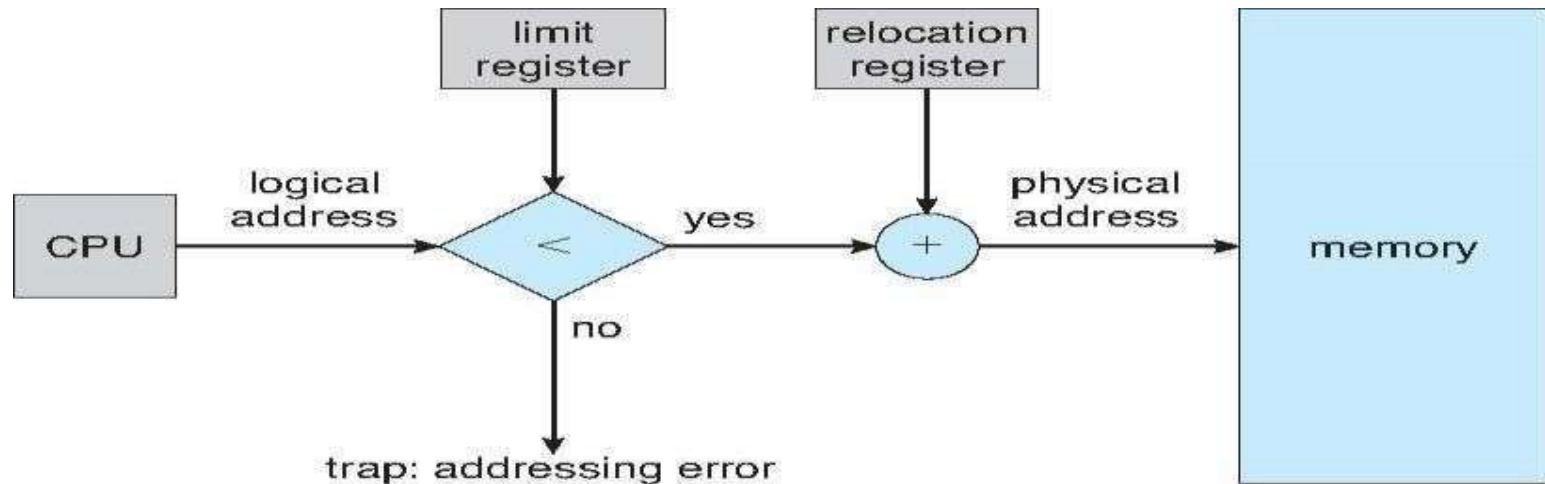 limit
register
relocation
register
logical
address
physical
address
CPU
<
yes
+
memory
no
trap: addressing error